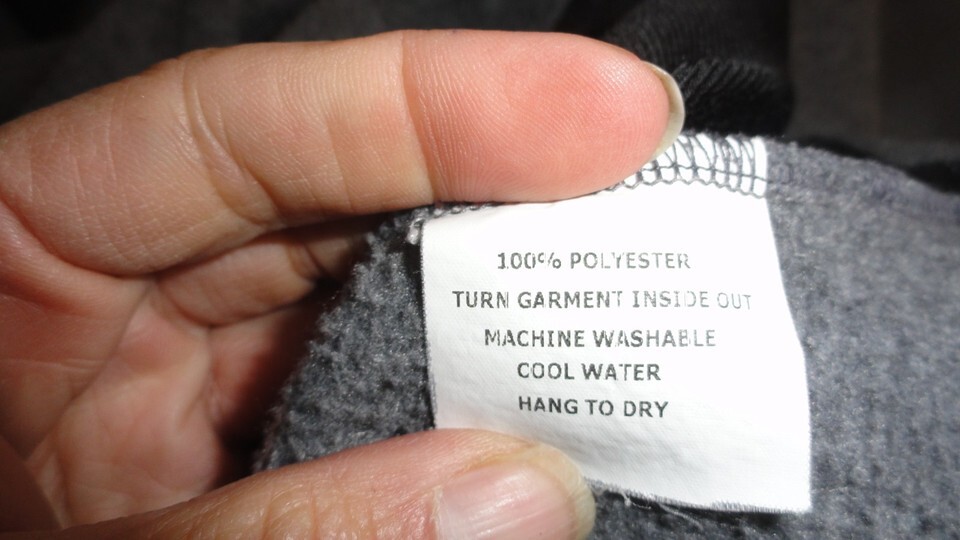 100% POLYESTER
TURN GARMENT INSIDE OUT
MACHINE WASHABLE
COOL WATER
HANG TO DRY